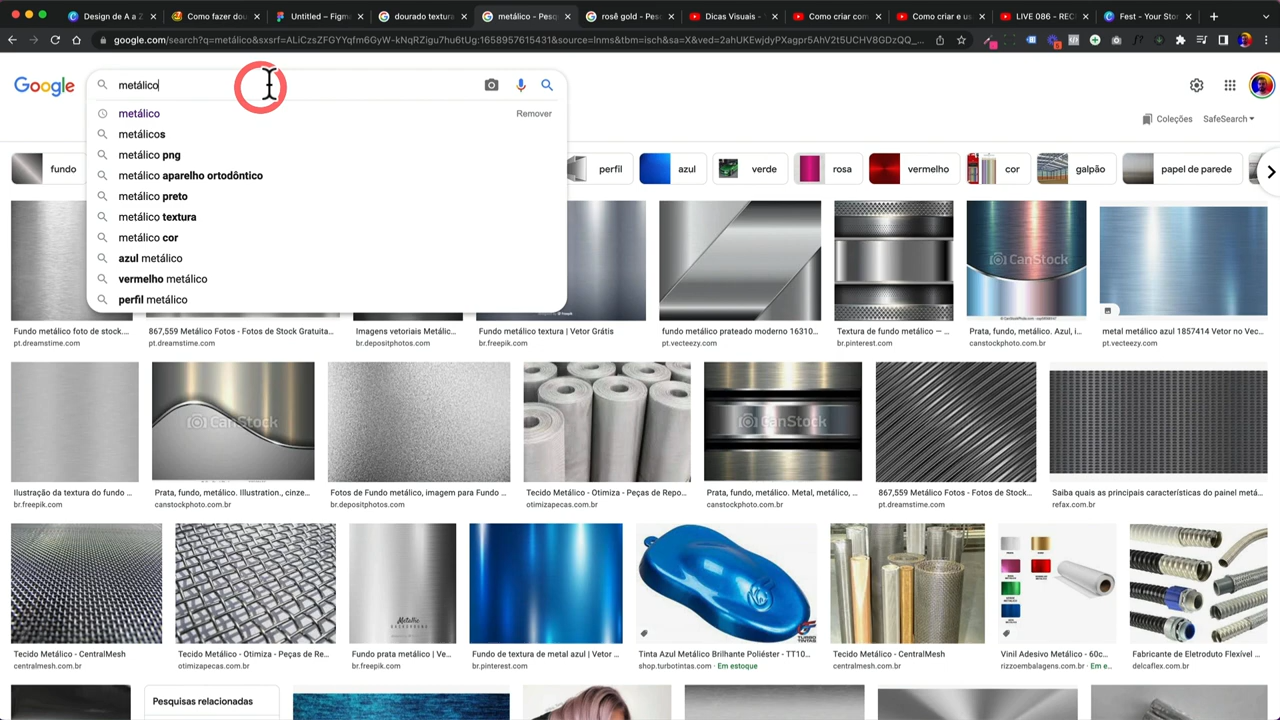 Design de A a Z
Como fazer dou
Untitled – Figm
dourado textura
metálico - Pesq
rosê gold - Pesq
Dicas Visuais -
Como criar com
Como criar e us
LIVE 086 - REC
Fest - Your Stor
google.com/search?q=metálico&sxsrf=ALiCzsZFGYYqfm6GyW-kNqRZigu7hu6tUg:1658957615431&source=lnms&tbm=isch&sa=X&ved=2ahUKEwjdyPXagpr5AhV2t5UCHV8GDzQQ_...
Google
metálico
Coleções
SafeSearch
metálico
Remover
metálicos
metálico png
metálico aparelho ortodôntico
metálico preto
metálico textura
metálico cor
azul metálico
vermelho metálico
perfil metálico
fundo
perfil
azul
verde
rosa
vermelho
cor
galpão
papel de parede
CanStock
Fundo metálico foto de stock....
pt.dreamstime.com
867,559 Metálico Fotos - Fotos de Stock Gratuita...
pt.dreamstime.com
Imagens vetoriais Metálic...
br.depositphotos.com
Fundo metálico textura | Vetor Grátis
br.freepik.com
fundo metálico prateado moderno 16310...
pt.vecteezy.com
Textura de fundo metálico — ...
br.pinterest.com
Prata, fundo, metálico. Azul, i...
canstockphoto.com.br
metal metálico azul 1857414 Vetor no Vec...
pt.vecteezy.com
CanStock
CanStock
Ilustração da textura do fundo ...
br.freepik.com
Prata, fundo, metálico. Illustration., cinze...
canstockphoto.com.br
Fotos de Fundo metálico, imagem para Fundo ...
br.depositphotos.com
Tecido Metálico - Otimiza - Peças de Repo...
otimizapecas.com.br
Prata, fundo, metálico. Metal, metálico, ...
canstockphoto.com.br
867,559 Metálico Fotos - Fotos de Stock...
pt.dreamstime.com
Saiba quais as principais características do painel metá...
refax.com.br
Metallic
TURBO
TINTAS
Tecido Metálico - CentralMesh
centralmesh.com.br
Tecido Metálico - Otimiza - Peças de Re...
otimizapecas.com.br
Fundo prata metálico | Ve...
br.freepik.com
Fundo de textura de metal azul | Vetor ...
br.pinterest.com
Tinta Azul Metálico Brilhante Poliéster - TT10...
shop.turbotintas.com · Em estoque
Tecido Metálico - CentralMesh
centralmesh.com.br
Vinil Adesivo Metálico - 60c...
rizzoembalagens.com.br · Em e...
Fabricante de Eletroduto Flexível ...
delcaflex.com.br
Pesquisas relacionadas